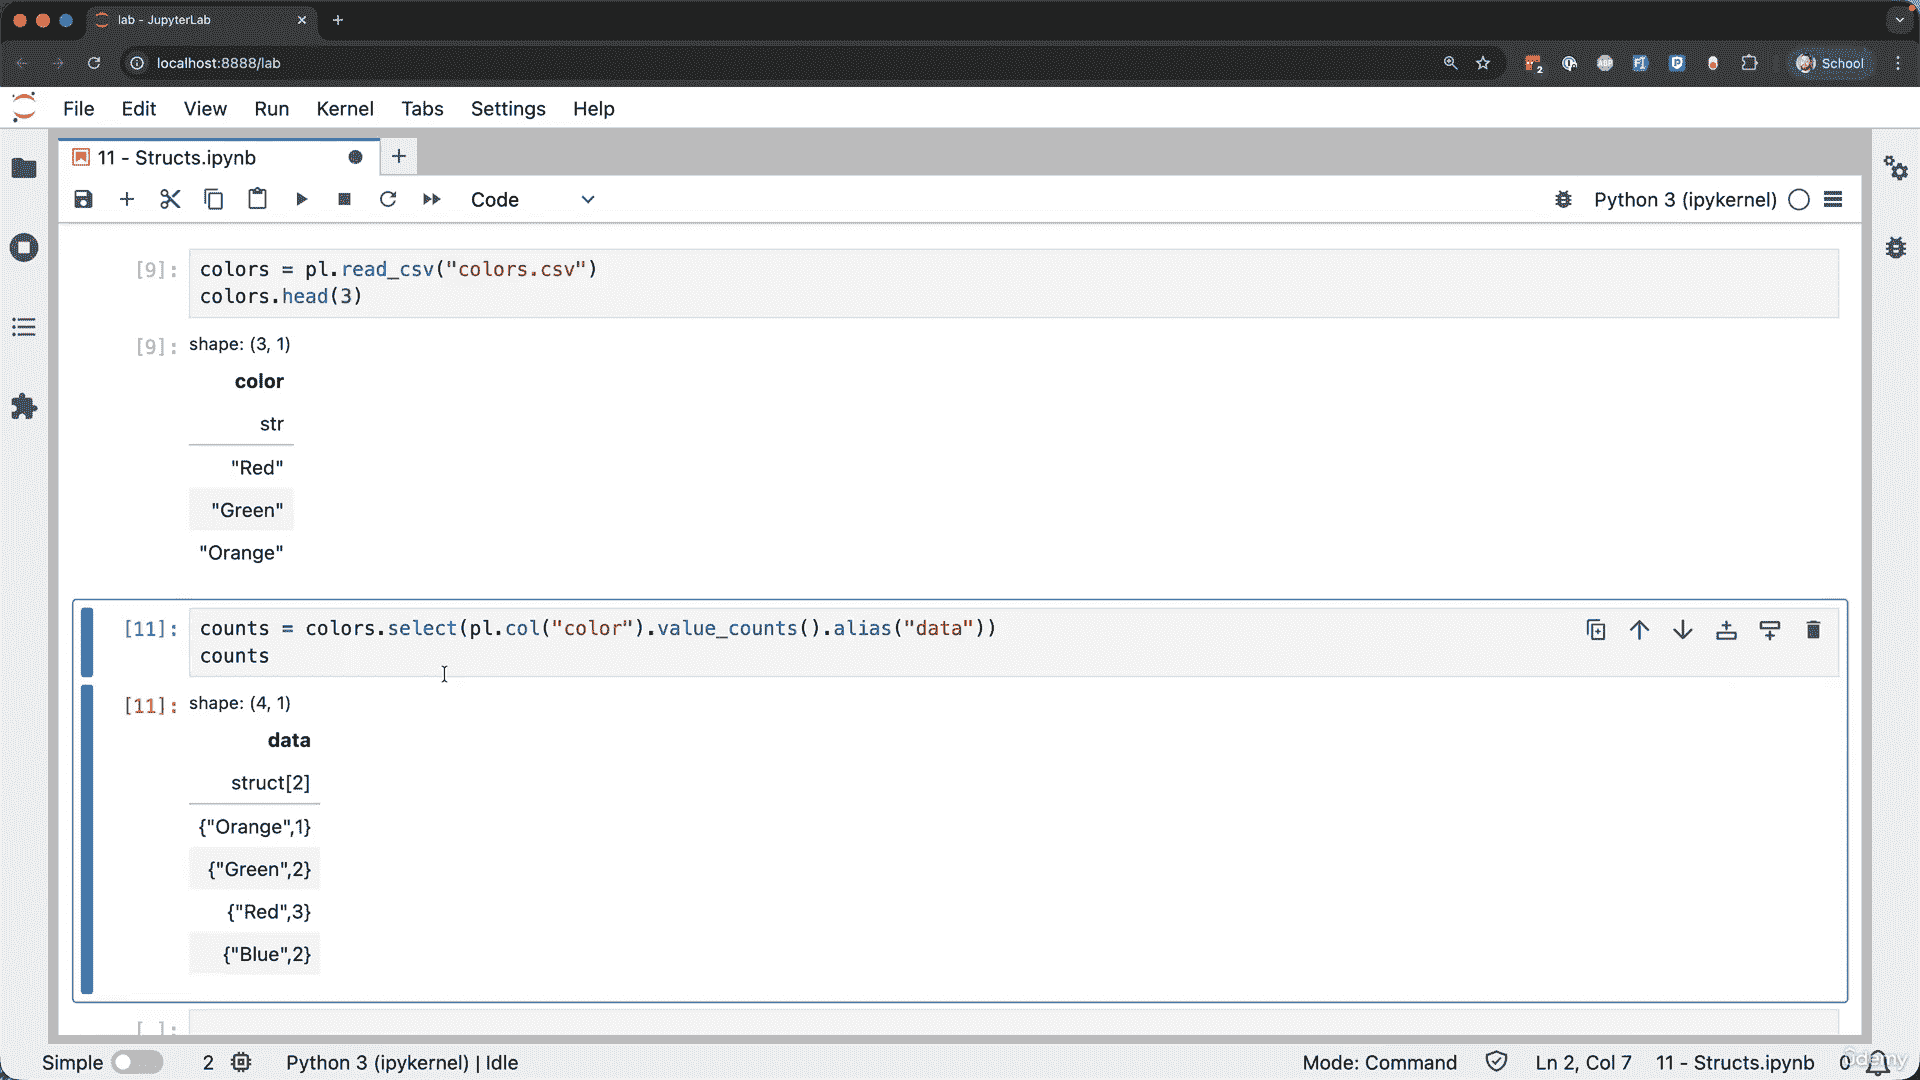 lab - JupyterLab
localhost:8888/lab
2
School
File Edit View Run Kernel Tabs Settings Help
11 - Structs.ipynb
Code
Python 3 (ipykernel)
[9]: colors = pl.read_csv("colors.csv")
colors.head(3)
[9]: shape: (3, 1)
color
str
"Red"
"Green"
"Orange"
[11]: counts = colors.select(pl.col("color").value_counts().alias("data"))
counts
[11]: shape: (4, 1)
data
struct[2]
{"Orange",1}
{"Green",2}
{"Red",3}
{"Blue",2}
[ ]:
Simple 2 Python 3 (ipykernel) | Idle Mode: Command Ln 2, Col 7 11 - Structs.ipynb 0
Udemy